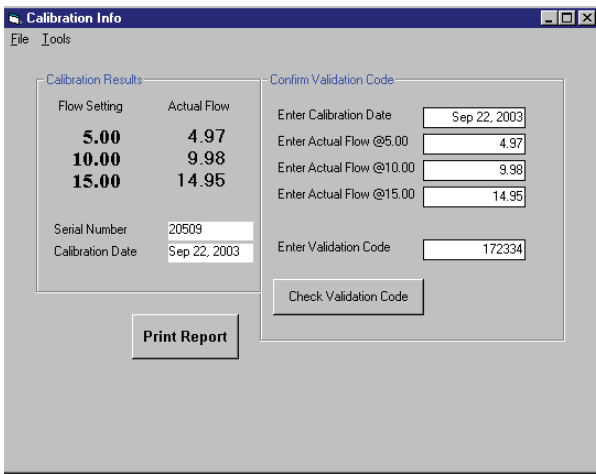 Calibration Info
File Tools
Calibration Results
Flow Setting Actual Flow
5.00 4.97
10.00 9.98
15.00 14.95
Serial Number 20509
Calibration Date Sep 22, 2003
Print Report
Confirm Validation Code
Enter Calibration Date Sep 22, 2003
Enter Actual Flow @5.00 4.97
Enter Actual Flow @10.00 9.98
Enter Actual Flow @15.00 14.95
Enter Validation Code 172334
Check Validation Code